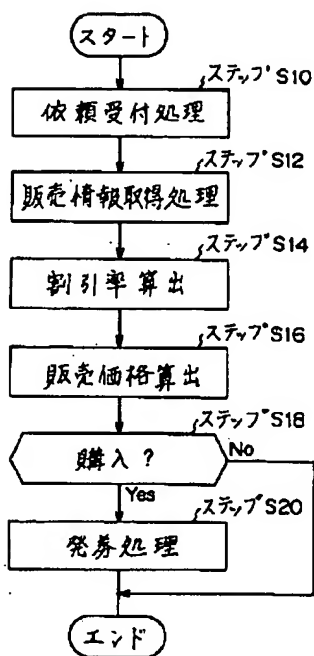 スタート
ステップS10
依頼受付処理
ステップS12
販売情報取得処理
ステップS14
割引率算出
ステップS16
販売価格算出
ステップS18
購入?
No
Yes
ステップS20
発券処理
エンド